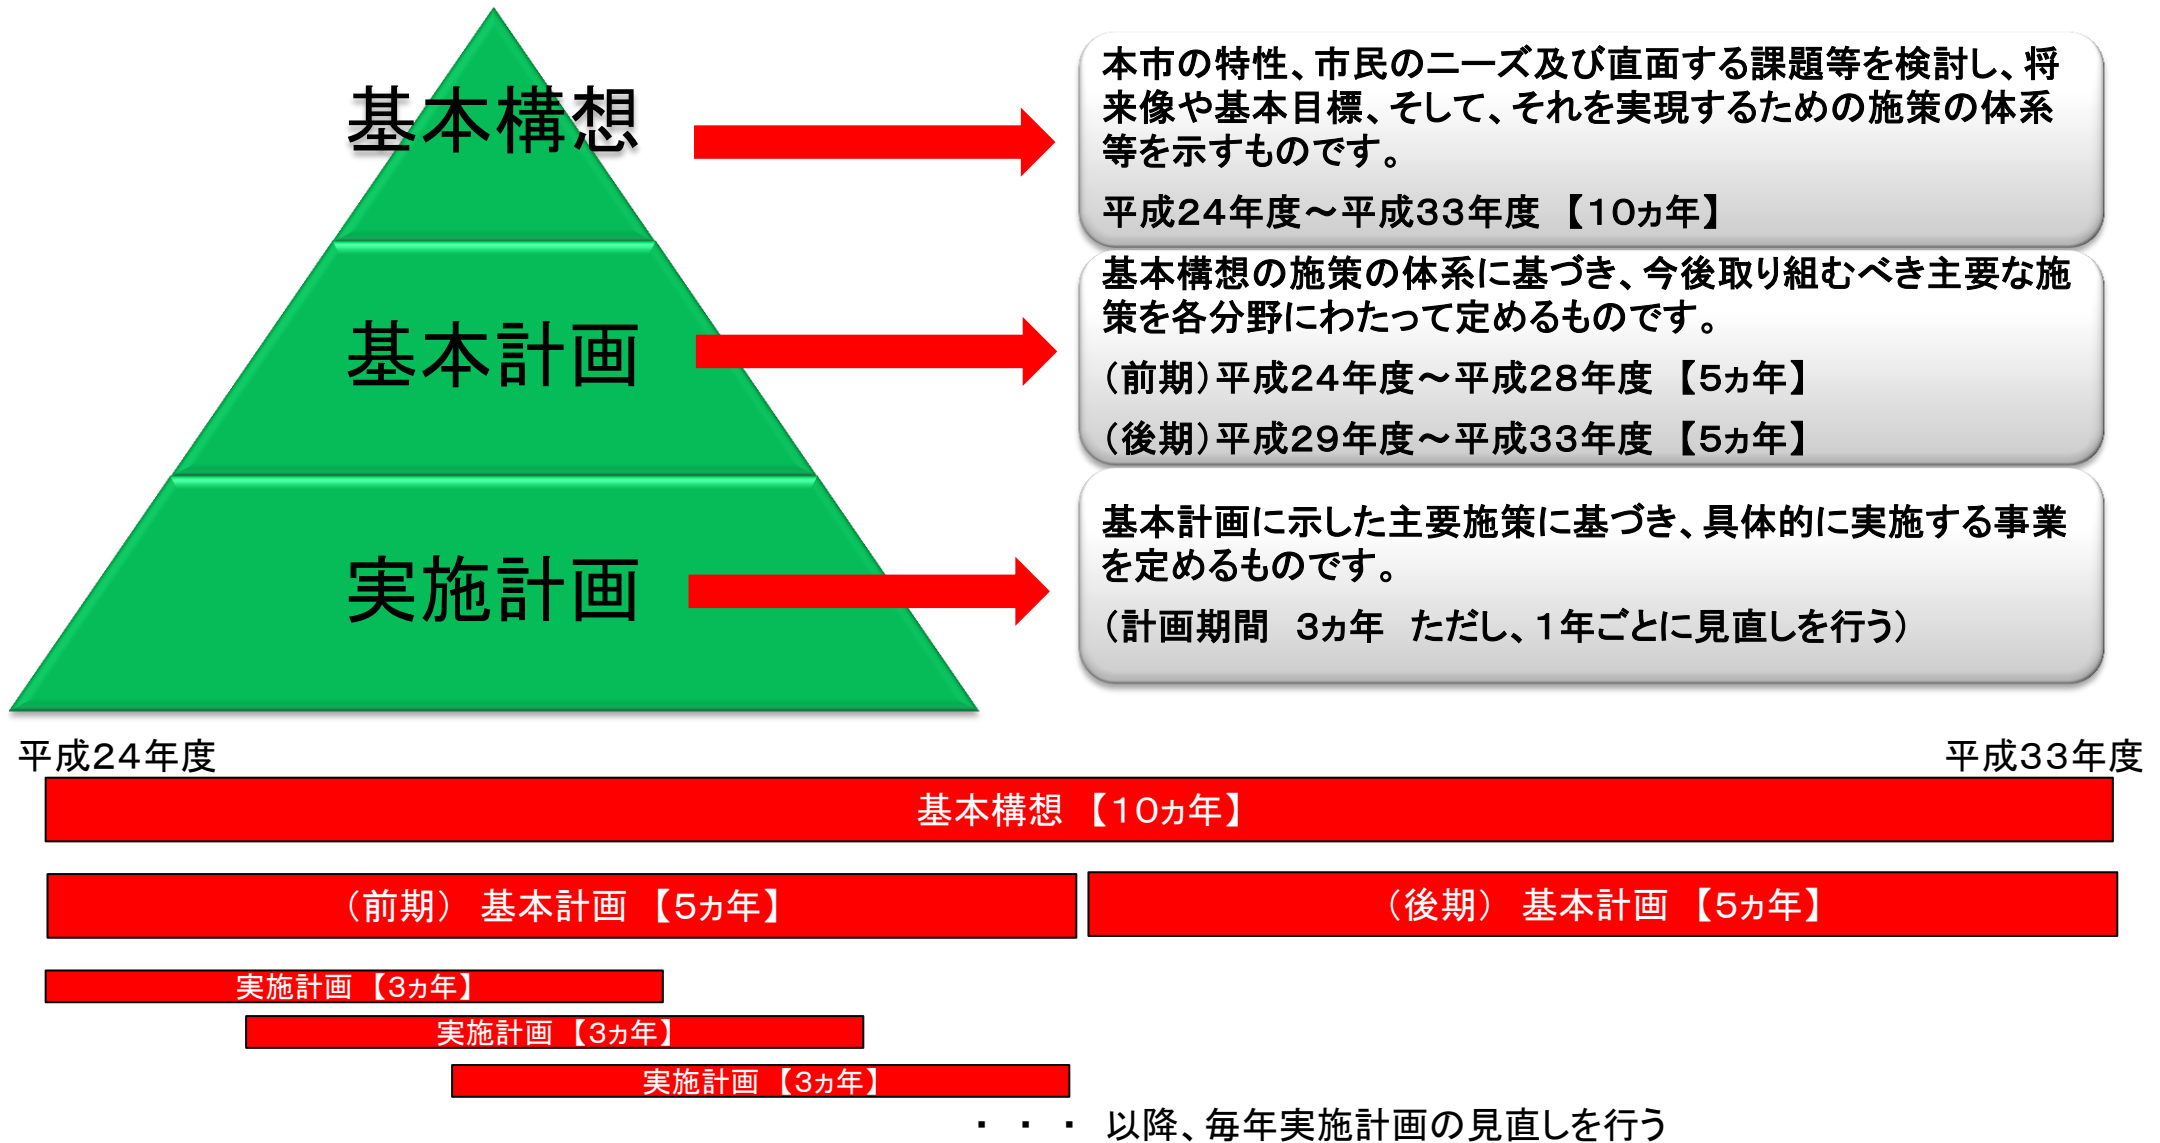 基本構想
本市の特性、市民のニーズ及び直面する課題等を検討し、将
来像や基本目標、そして、それを実現するための施策の体系
等を示すものです。
平成24年度～平成33年度 【10ヵ年】
基本計画
基本構想の施策の体系に基づき、今後取り組むべき主要な施
策を各分野にわたって定めるものです。
（前期）平成24年度～平成28年度 【5ヵ年】
（後期）平成29年度～平成33年度 【5ヵ年】
実施計画
基本計画に示した主要施策に基づき、具体的に実施する事業
を定めるものです。
（計画期間　3ヵ年　ただし、1年ごとに見直しを行う）
平成24年度
平成33年度
基本構想 【10ヵ年】
（前期） 基本計画 【5ヵ年】
（後期） 基本計画 【5ヵ年】
実施計画 【3ヵ年】
実施計画 【3ヵ年】
実施計画 【3ヵ年】
・・・ 以降、毎年実施計画の見直しを行う